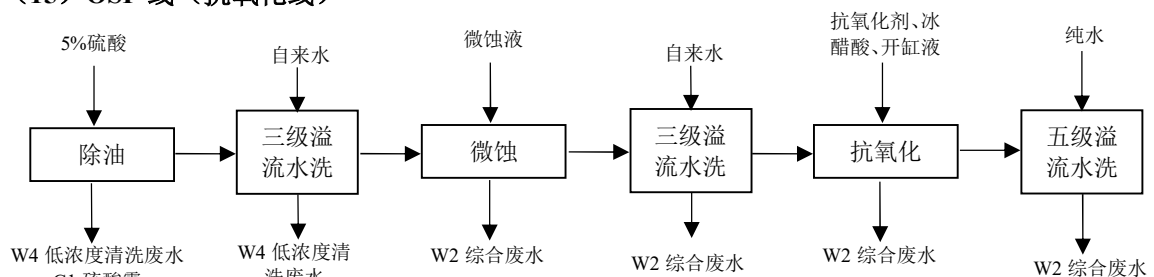 5%硫酸
自来水
微蚀液
自来水
抗氧化剂、冰
醋酸、开缸液
纯水
除油
三级溢
流水洗
微蚀
三级溢
流水洗
抗氧化
五级溢
流水洗
W4 低浓度清洗废水
W4 低浓度清
W2 综合废水
W2 综合废水
W2 综合废水
W2 综合废水